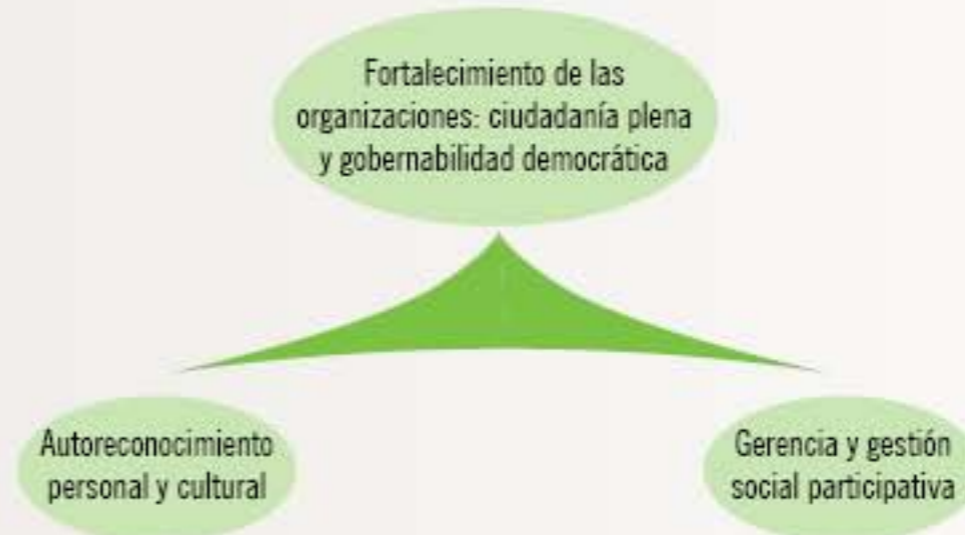 Fortalecimiento de las
organizaciones: ciudadanía plena
y gobernabilidad democrática
Autoreconocimiento
personal y cultural
Gerencia y gestión
social participativa